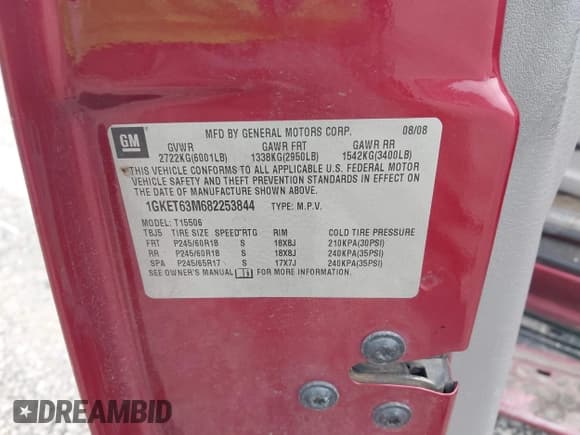 GM
MFD BY GENERAL MOTORS CORP. 08/08
GVWR GAWR FRT GAWR RR
2722KG(6001LB) 1338KG(2950LB) 1542KG(3400LB)
THIS VEHICLE CONFORMS TO ALL APPLICABLE U.S. FEDERAL MOTOR
VEHICLE SAFETY AND THEFT PREVENTION STANDARDS IN EFFECT ON
THE DATE OF MANUFACTURE SHOWN ABOVE.
1GKET63M682253844 TYPE: M.P.V.
MODEL: T15506
TBJ5 TIRE SIZE SPEED'RTG RIM COLD TIRE PRESSURE
FRT P245/60R18 S 18X8J 210KPA(30PSI)
RR P245/60R18 S 18X8J 240KPA(35PSI)
SPA P245/65R17 S 17X7J 240KPA(35PSI)
SEE OWNER'S MANUAL FOR MORE INFORMATION.
DREAMBID